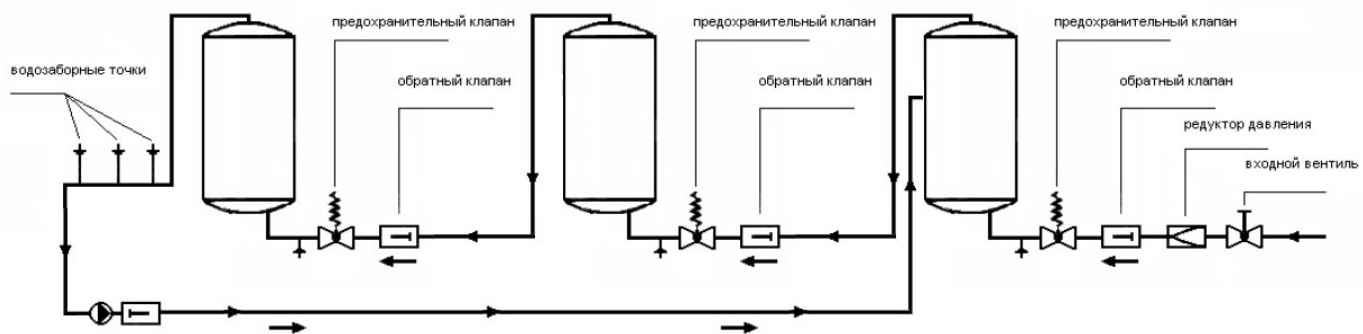 предохранительный клапан
предохранительный клапан
предохранительный клапан
водозаборные точки
обратный клапан
обратный клапан
обратный клапан
редуктор давления
входной вентиль